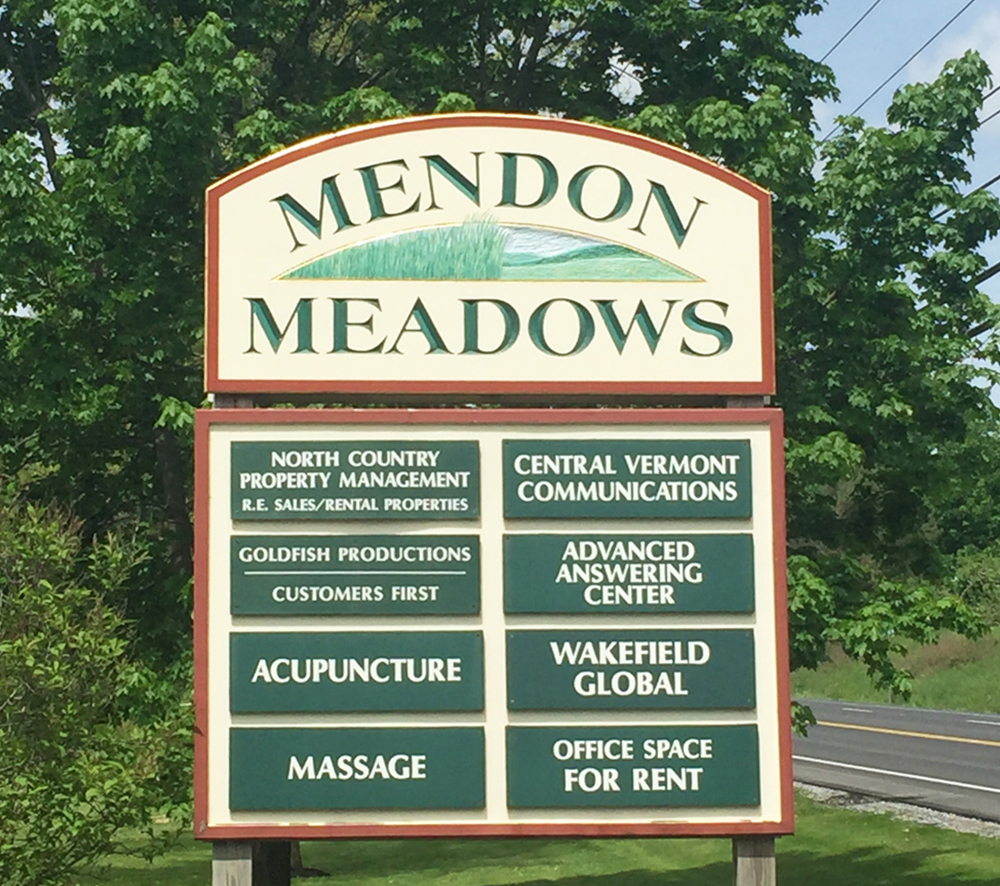 MENDON
MEADOWS
NORTH COUNTRY
PROPERTY MANAGEMENT
R.E. SALES/RENTAL PROPERTIES
GOLDFISH PRODUCTIONS
CUSTOMERS FIRST
ACUPUNCTURE
MASSAGE
CENTRAL VERMONT
COMMUNICATIONS
ADVANCED
ANSWERING
CENTER
WAKEFIELD
GLOBAL
OFFICE SPACE
FOR RENT